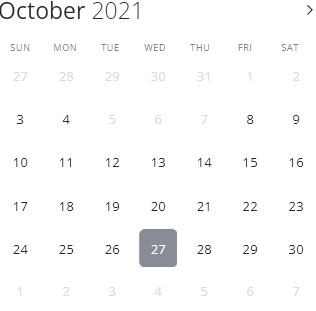 October 2021
SUN MON TUE WED THU FRI SAT
27 28 29 30 31 1 2
3 4 5 6 7 8 9
10 11 12 13 14 15 16
17 18 19 20 21 22 23
24 25 26 27 28 29 30
1 2 3 4 5 6 7